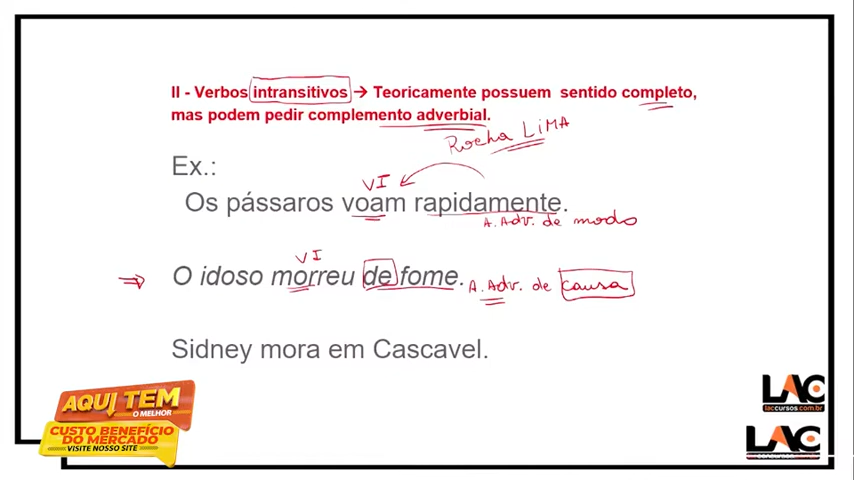 II - Verbos intransitivos → Teoricamente possuem sentido completo,
mas podem pedir complemento adverbial.
Rocha LiMA
Ex.:
VI
Os pássaros voam rapidamente.
A. Adv. de modo
VI
⇒ O idoso morreu de fome. A. Adv. de causa
Sidney mora em Cascavel.
AQUI TEM
O MELHOR
CUSTO BENEFÍCIO
DO MERCADO
VISITE NOSSO SITE
LAC
laccursos.com.br
LAC